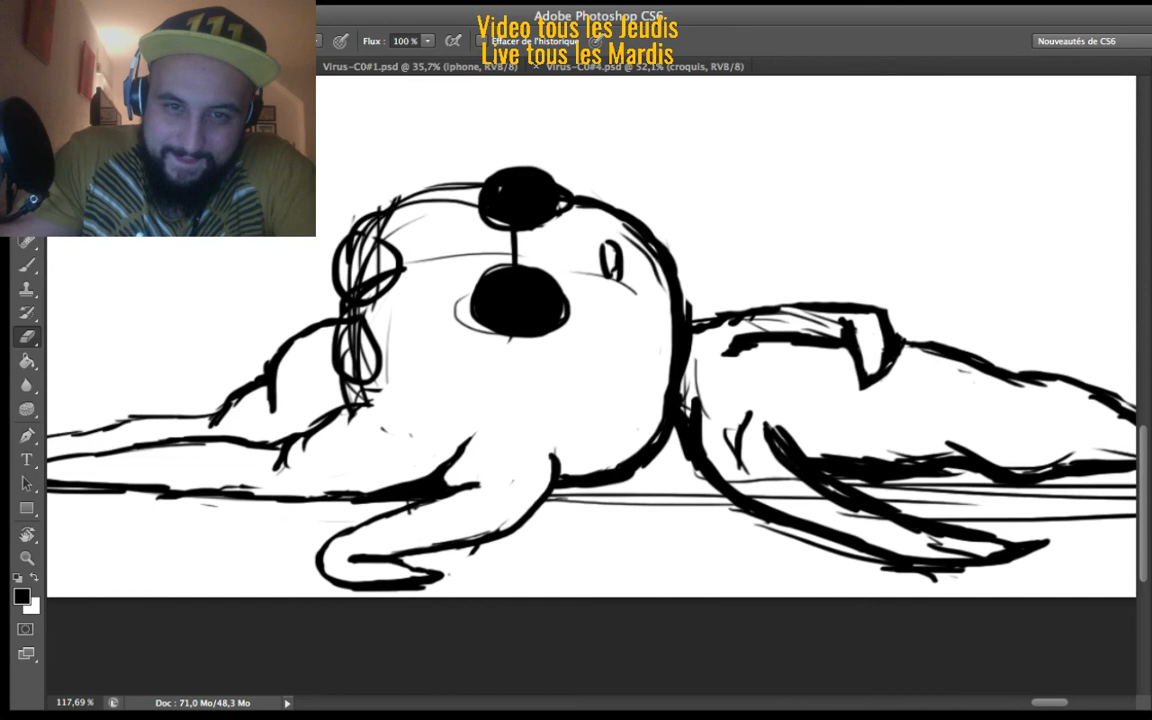 Adobe Photoshop CS6
Video tous les Jeudis
Live tous les Mardis
Flux : 100 %
Effacer de l'historique
Nouveautés de CS6
Virus-C0#1.psd @ 35,7% (iphone, RVB/8)
Virus-C0#4.psd @ 52,1% (croquis, RVB/8)
111
T
117,69 %
Doc : 71,0 Mo/48,3 Mo